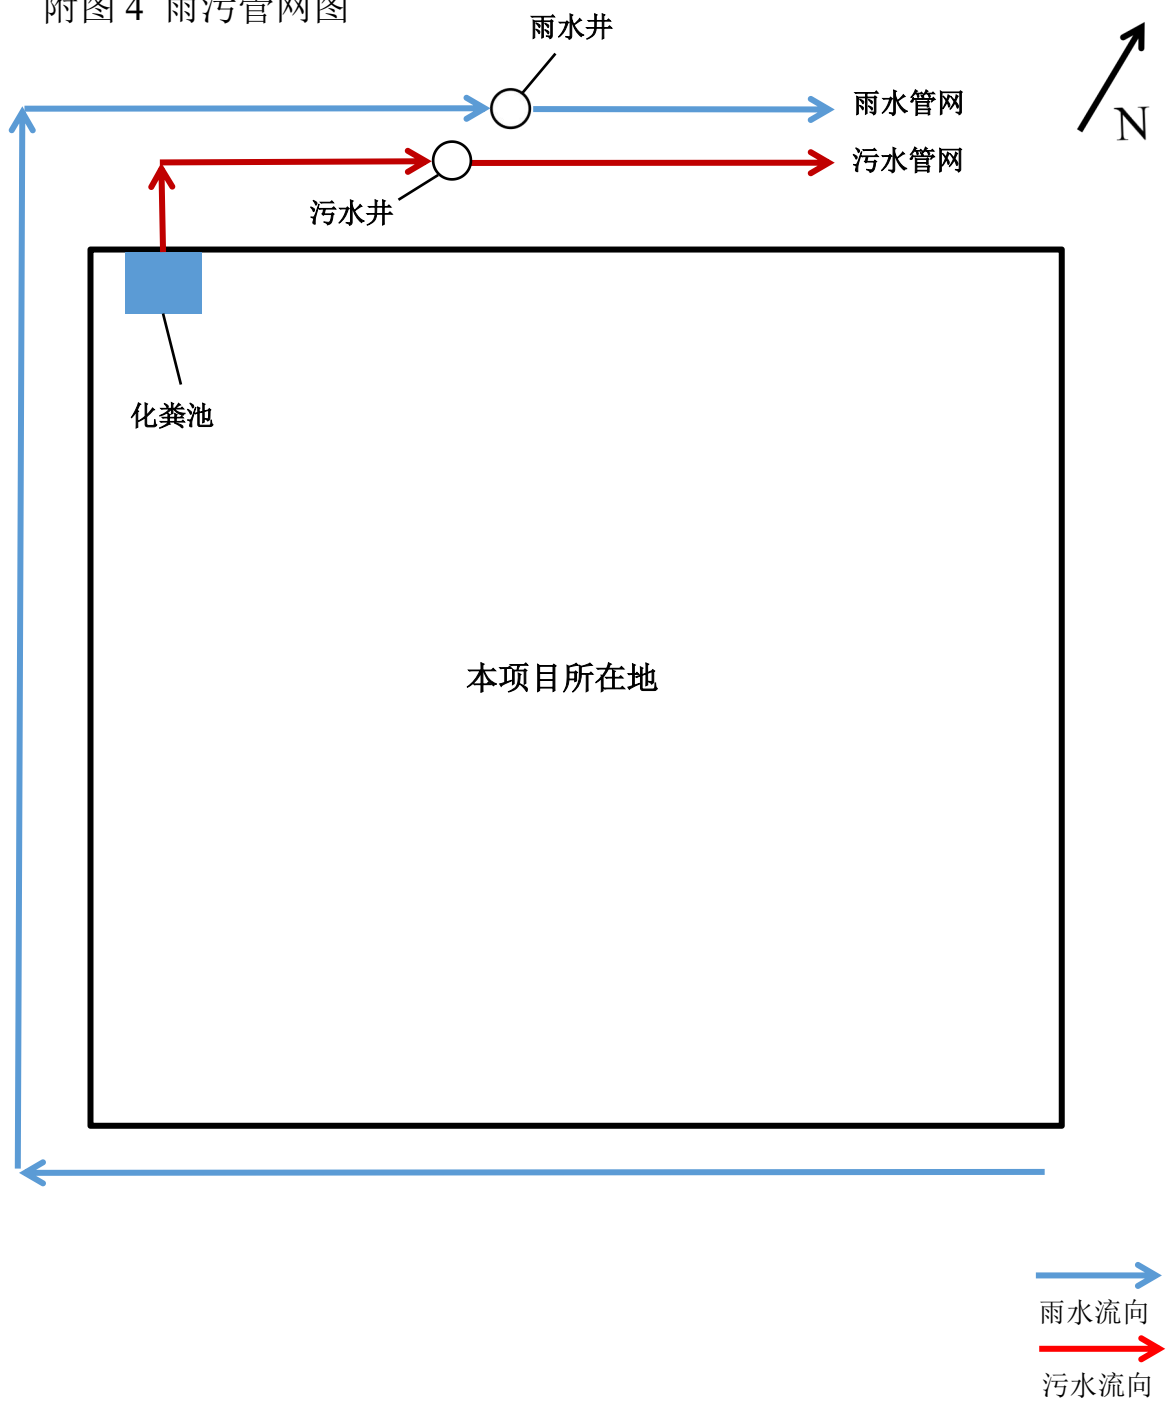 附图 4 雨污管网图
雨水井
雨水管网
N
污水管网
污水井
化粪池
本项目所在地
雨水流向
污水流向